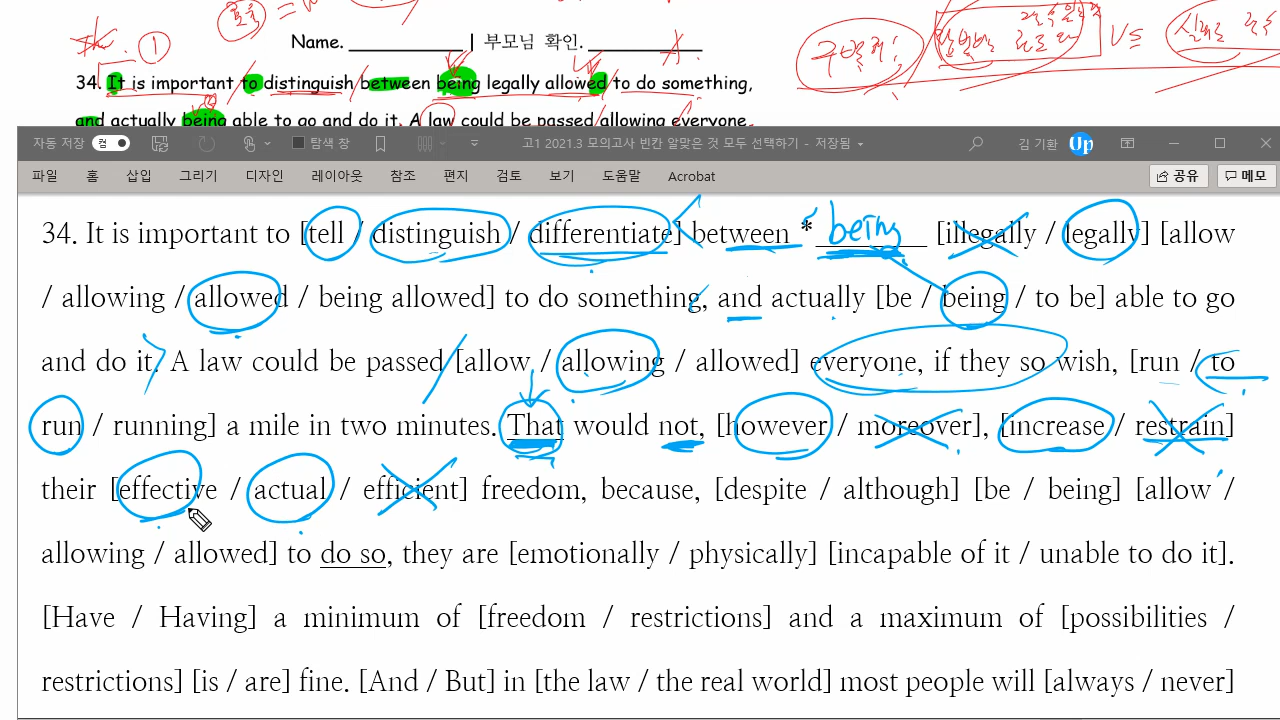 Name. ____________ | 부모님 확인. ____________
34. It is important to distinguish between being legally allowed to do something,
and actually being able to go and do it. A law could be passed allowing everyone,
자동 저장 컴 탐색 창 고1 2021.3 모의고사 빈칸 알맞은 것 모두 선택하기 - 저장됨 김 기환 Up
파일 홈 삽입 그리기 디자인 레이아웃 참조 편지 검토 보기 도움말 Acrobat 공유 메모
34. It is important to [tell / distinguish / differentiate] between * being [illegally / legally] [allow
/ allowing / allowed / being allowed] to do something, and actually [be / being / to be] able to go
and do it. A law could be passed [allow / allowing / allowed] everyone, if they so wish, [run / to
run / running] a mile in two minutes. That would not, [however / moreover], [increase / restrain]
their [effective / actual / efficient] freedom, because, [despite / although] [be / being] [allow /
allowing / allowed] to do so, they are [emotionally / physically] [incapable of it / unable to do it].
[Have / Having] a minimum of [freedom / restrictions] and a maximum of [possibilities /
restrictions] [is / are] fine. [And / But] in [the law / the real world] most people will [always / never]